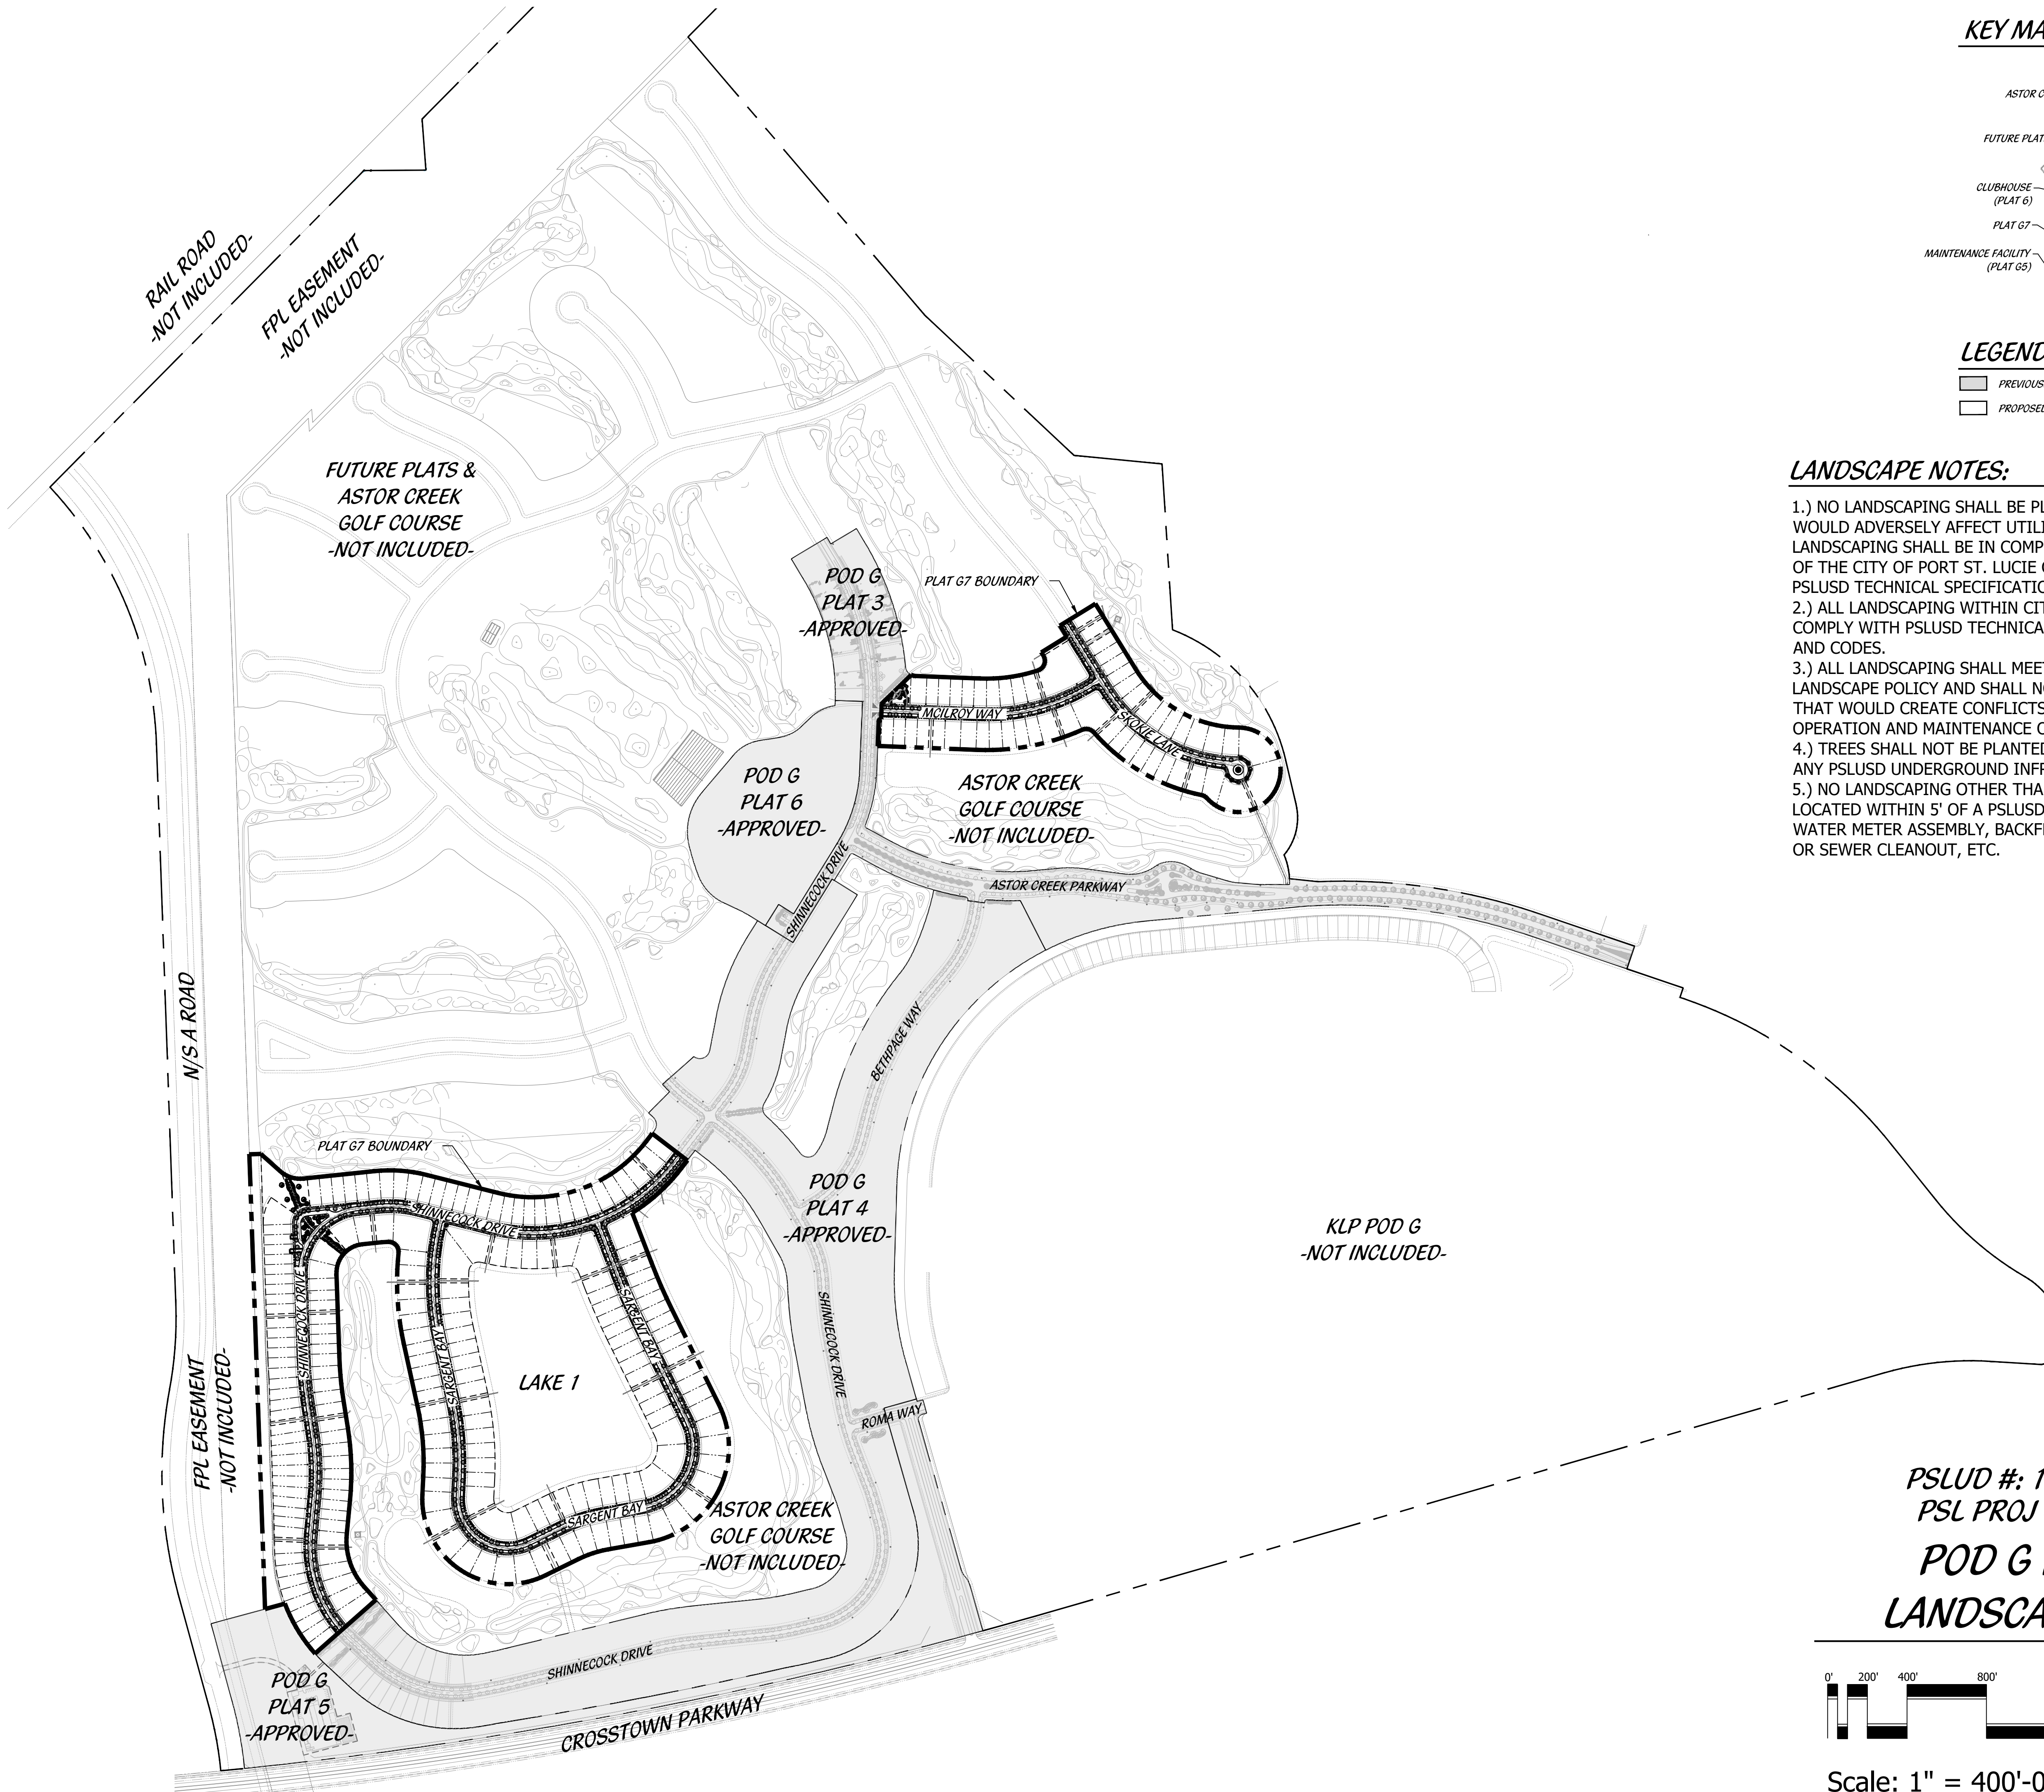 KEY MA
ASTOR C
FUTURE PLAT
CLUBHOUSE
(PLAT 6)
PLAT G7
MAINTENANCE FACILITY
(PLAT G5)
LEGEND
PREVIOUS
PROPOSED
LANDSCAPE NOTES:
1.) NO LANDSCAPING SHALL BE PL
WOULD ADVERSELY AFFECT UTILI
LANDSCAPING SHALL BE IN COMP
OF THE CITY OF PORT ST. LUCIE
PSLUSD TECHNICAL SPECIFICATIO
2.) ALL LANDSCAPING WITHIN CIT
COMPLY WITH PSLUSD TECHNICA
AND CODES.
3.) ALL LANDSCAPING SHALL MEET
LANDSCAPE POLICY AND SHALL NO
THAT WOULD CREATE CONFLICTS
OPERATION AND MAINTENANCE O
4.) TREES SHALL NOT BE PLANTED
ANY PSLUSD UNDERGROUND INFR
5.) NO LANDSCAPING OTHER THA
LOCATED WITHIN 5' OF A PSLUSD
WATER METER ASSEMBLY, BACKF
OR SEWER CLEANOUT, ETC.
RAIL ROAD
-NOT INCLUDED-
FPL EASEMENT
-NOT INCLUDED-
FUTURE PLATS &
ASTOR CREEK
GOLF COURSE
-NOT INCLUDED-
POD G
PLAT 3
-APPROVED-
PLAT G7 BOUNDARY
MCILROY WAY
SKOKIE LANE
POD G
PLAT 6
-APPROVED-
ASTOR CREEK
GOLF COURSE
-NOT INCLUDED-
SHINNECOCK DRIVE
ASTOR CREEK PARKWAY
BETHPAGE WAY
N/S A ROAD
PLAT G7 BOUNDARY
POD G
PLAT 4
-APPROVED-
KLP POD G
-NOT INCLUDED-
SHINNECOCK DRIVE
SHINNECOCK DRIVE
SARGENT BAY
SARGENT BAY
SHINNECOCK DRIVE
LAKE 1
FPL EASEMENT
-NOT INCLUDED-
ROMA WAY
SARGENT BAY
ASTOR CREEK
GOLF COURSE
-NOT INCLUDED-
SHINNECOCK DRIVE
POD G
PLAT 5
-APPROVED-
CROSSTOWN PARKWAY
PSLUD #: 1
PSL PROJ
POD G
LANDSCA
0' 200' 400' 800'
Scale: 1" = 400'-0